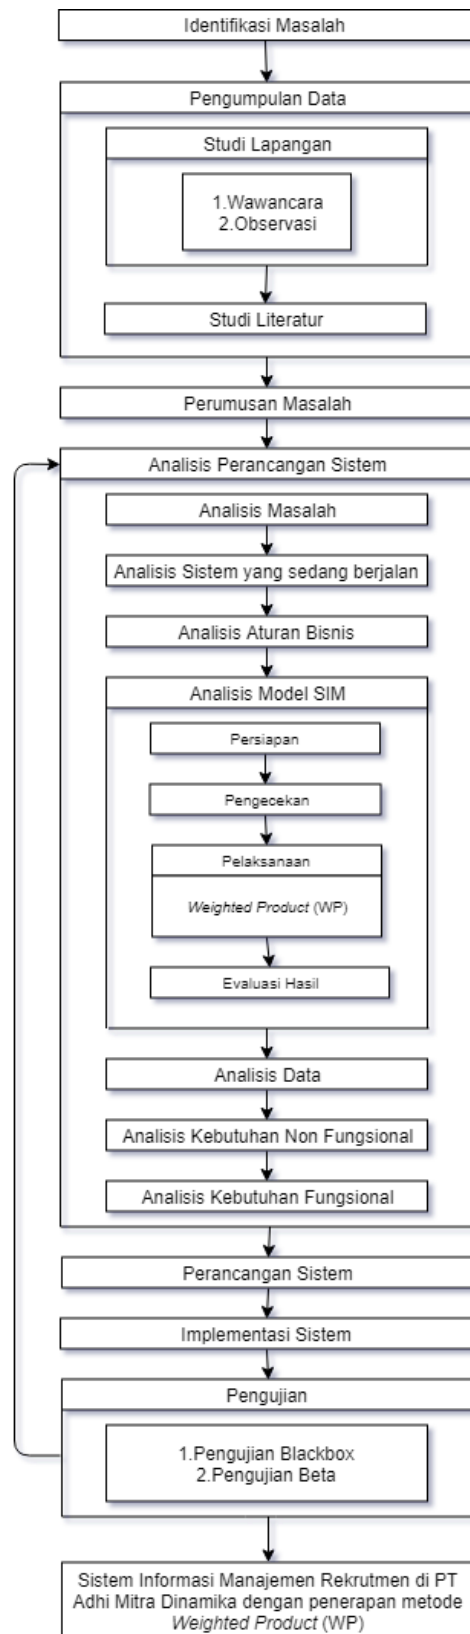 Identifikasi Masalah
Pengumpulan Data
Studi Lapangan
1.Wawancara
2.Observasi
Studi Literatur
Perumusan Masalah
Analisis Perancangan Sistem
Analisis Masalah
Analisis Sistem yang sedang berjalan
Analisis Aturan Bisnis
Analisis Model SIM
Persiapan
Pengecekan
Pelaksanaan
Weighted Product (WP)
Evaluasi Hasil
Analisis Data
Analisis Kebutuhan Non Fungsional
Analisis Kebutuhan Fungsional
Perancangan Sistem
Implementasi Sistem
Pengujian
1.Pengujian Blackbox
2.Pengujian Beta
Sistem Informasi Manajemen Rekrutmen di PT
Adhi Mitra Dinamika dengan penerapan metode
Weighted Product (WP)